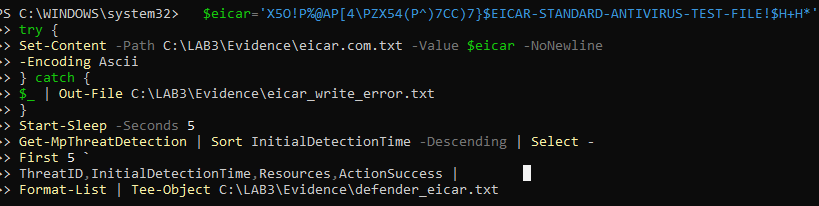 PS C:\WINDOWS\system32> $eicar='X5O!P%@AP[4\PZX54(P^)7CC)7}$EICAR-STANDARD-ANTIVIRUS-TEST-FILE!$H+H*'
>> try {
>> Set-Content -Path C:\LAB3\Evidence\eicar.com.txt -Value $eicar -NoNewline
>> -Encoding Ascii
>> } catch {
>> $_ | Out-File C:\LAB3\Evidence\eicar_write_error.txt
>> }
>> Start-Sleep -Seconds 5
>> Get-MpThreatDetection | Sort InitialDetectionTime -Descending | Select -
>> First 5 `
>> ThreatID,InitialDetectionTime,Resources,ActionSuccess |
>> Format-List | Tee-Object C:\LAB3\Evidence\defender_eicar.txt